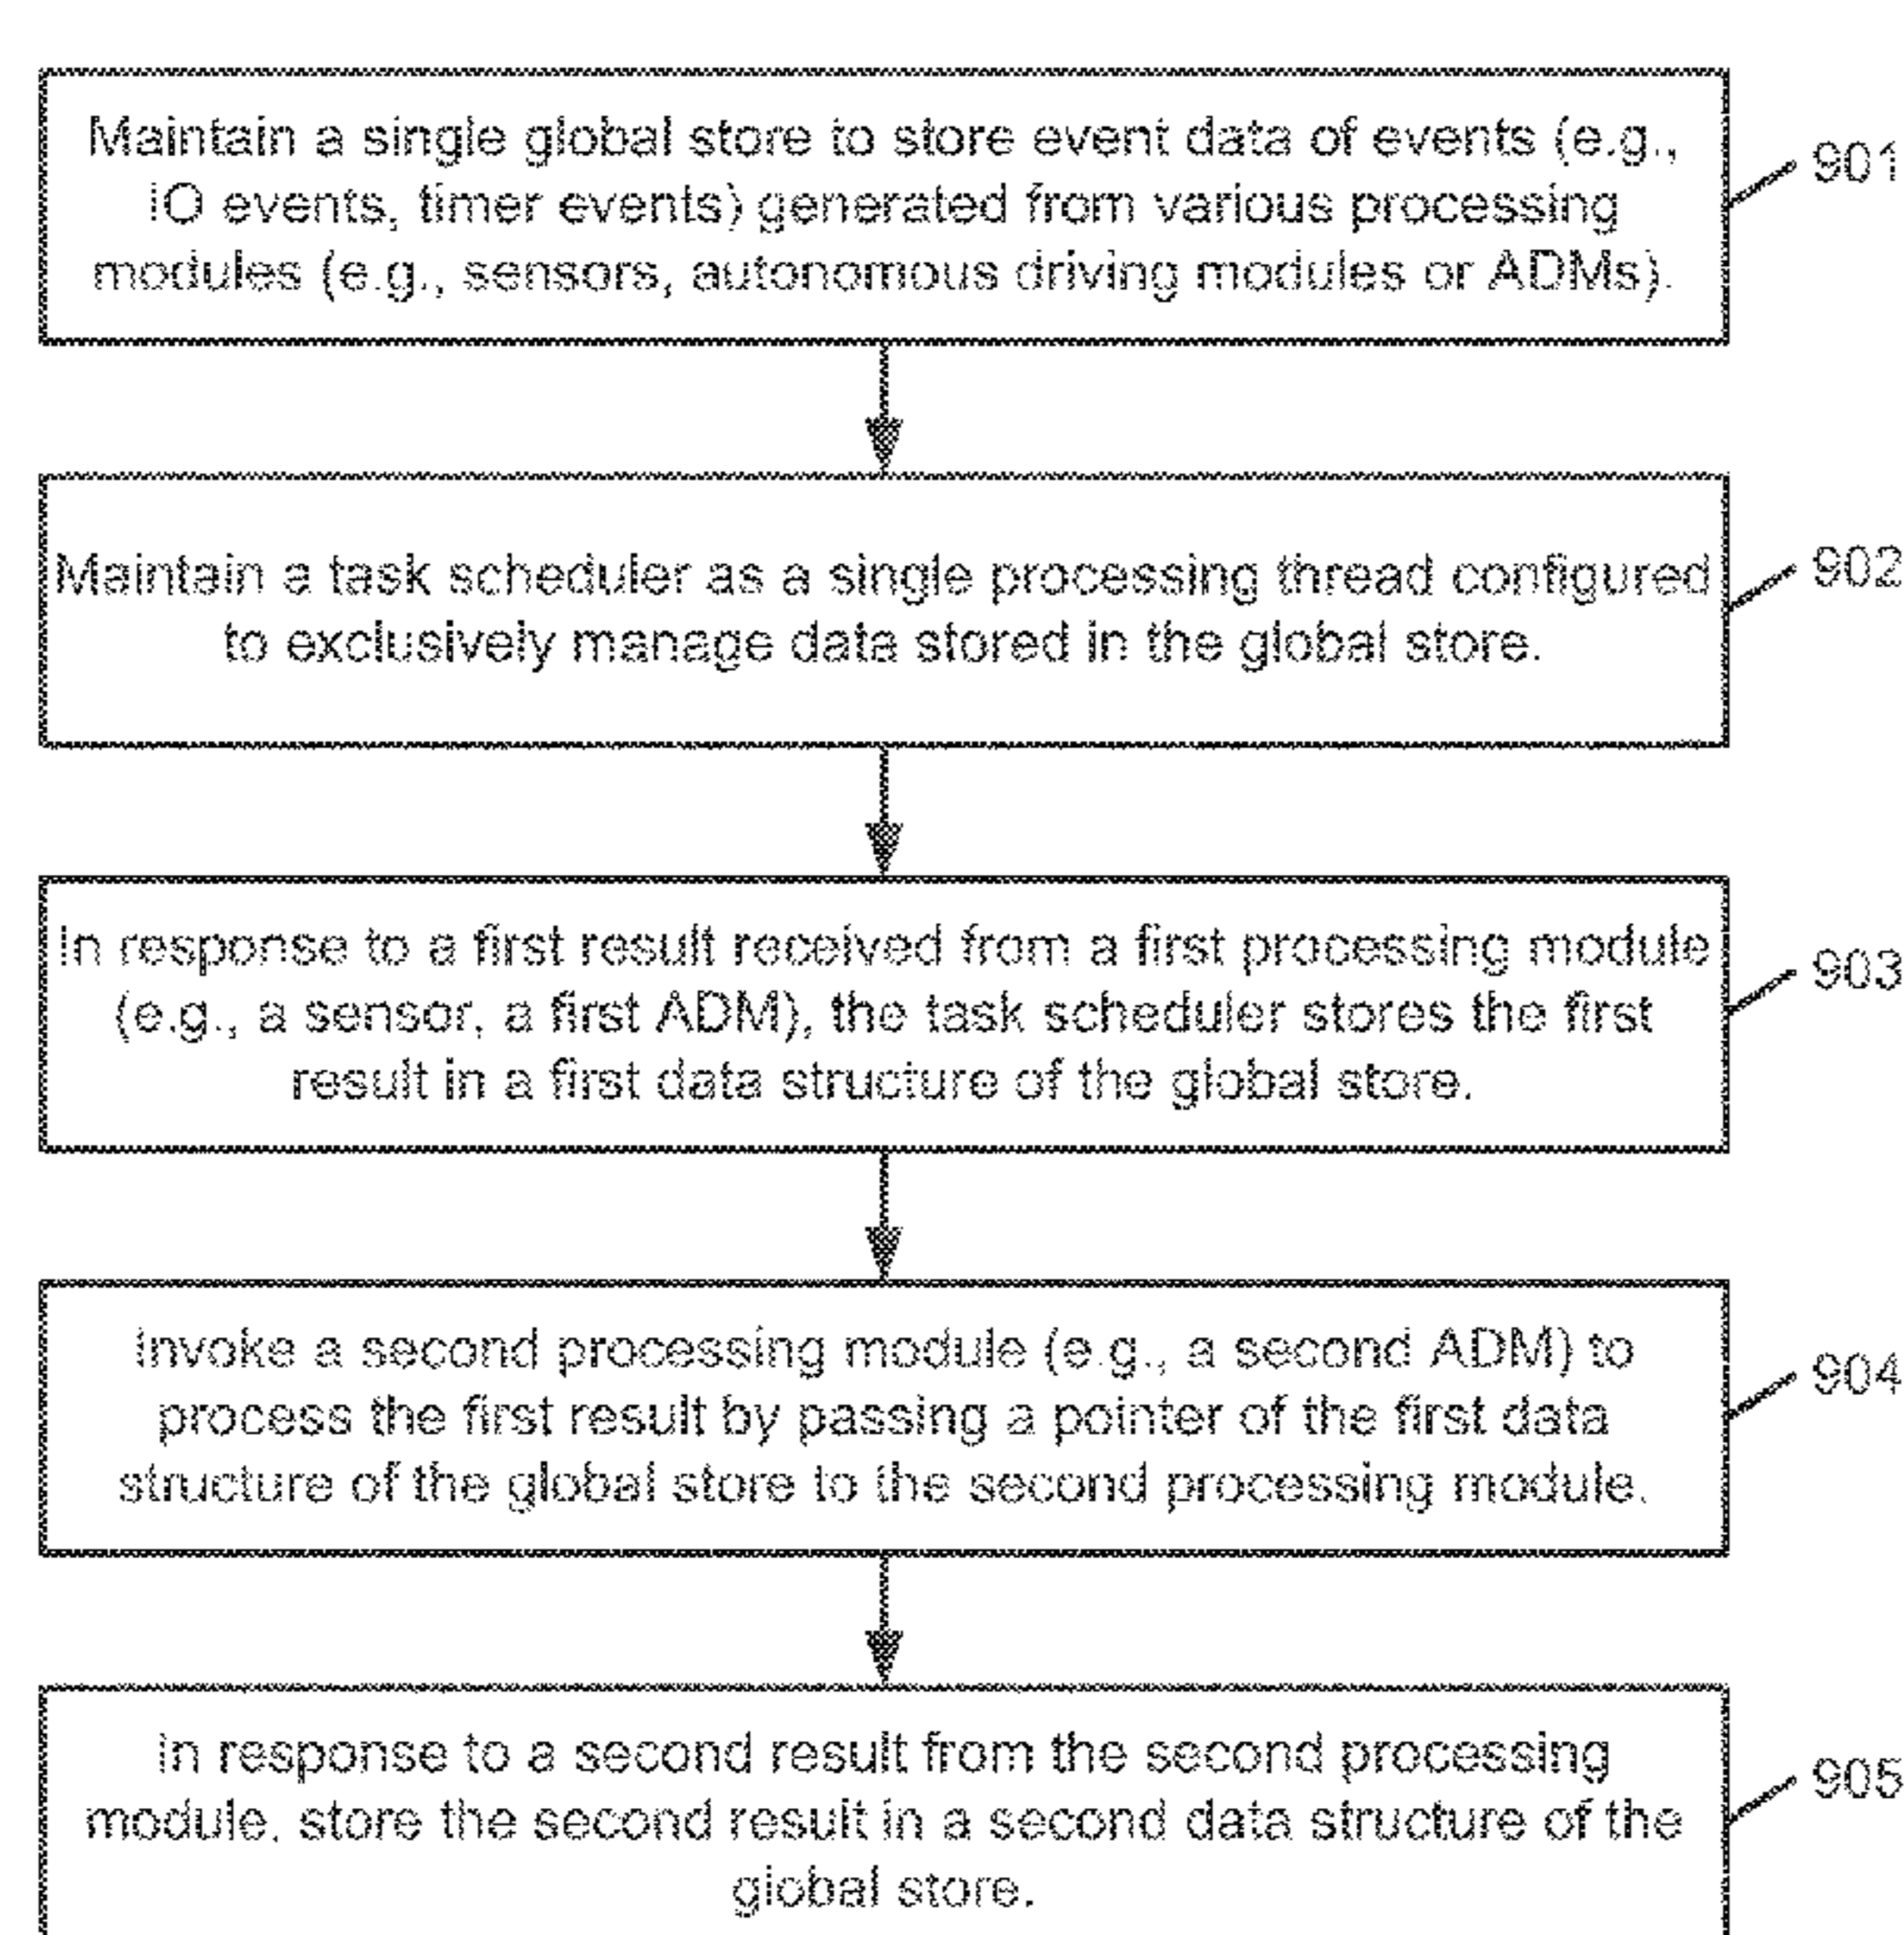 Maintain a single global store to store event data of events (e.g.,
IO events, timer events) generated from various processing
modules (e.g., sensors, autonomous driving modules or ADMs).
901
Maintain a task scheduler as a single processing thread configured
to exclusively manage data stored in the global store.
902
In response to a first result received from a first processing module
(e.g., a sensor, a first ADM), the task scheduler stores the first
result in a first data structure of the global store.
903
Invoke a second processing module (e.g., a second ADM) to
process the first result by passing a pointer of the first data
structure of the global store to the second processing module.
904
In response to a second result from the second processing
module, store the second result in a second data structure of the
global store.
905